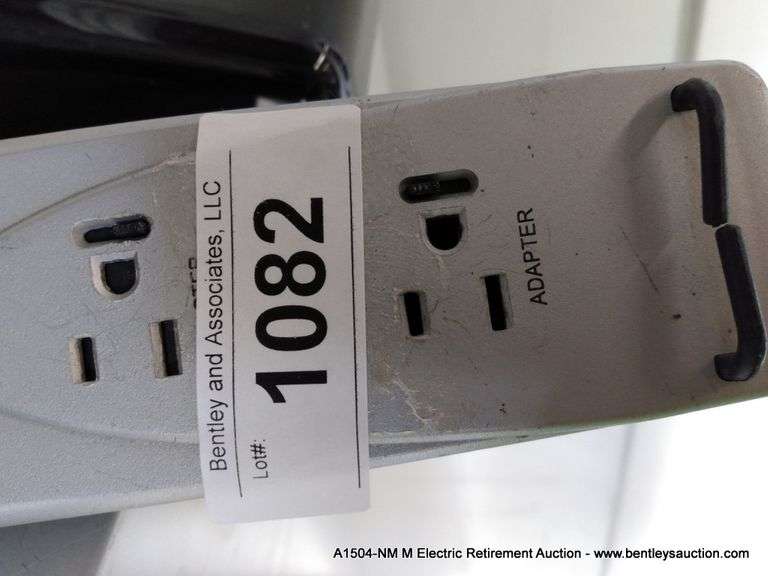 Bentley and Associates, LLC
Lot#:
1082
ADAPTER
A1504-NM M Electric Retirement Auction - www.bentleysauction.com